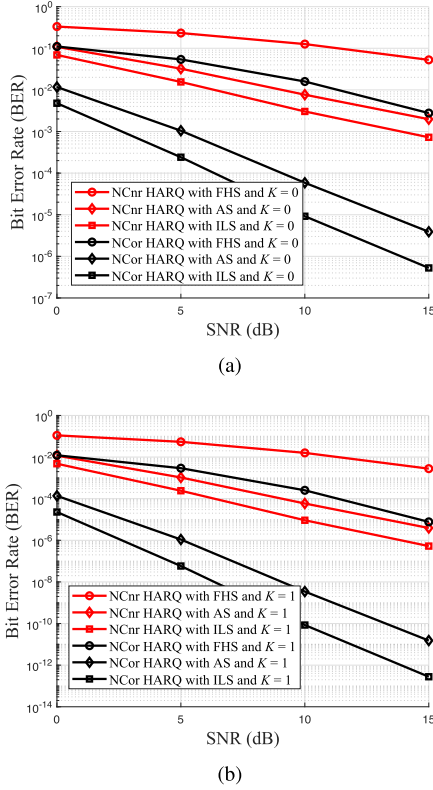 10^0
10^-1
10^-2
10^-3
10^-4
10^-5
10^-6
10^-7
Bit Error Rate (BER)
NCnr HARQ with FHS and K = 0
NCnr HARQ with AS and K = 0
NCnr HARQ with ILS and K = 0
NCor HARQ with FHS and K = 0
NCor HARQ with AS and K = 0
NCor HARQ with ILS and K = 0
0 5 10 15
SNR (dB)
(a)
10^0
10^-2
10^-4
10^-6
10^-8
10^-10
10^-12
10^-14
Bit Error Rate (BER)
NCnr HARQ with FHS and K = 1
NCnr HARQ with AS and K = 1
NCnr HARQ with ILS and K = 1
NCor HARQ with FHS and K = 1
NCor HARQ with AS and K = 1
NCor HARQ with ILS and K = 1
0 5 10 15
SNR (dB)
(b)